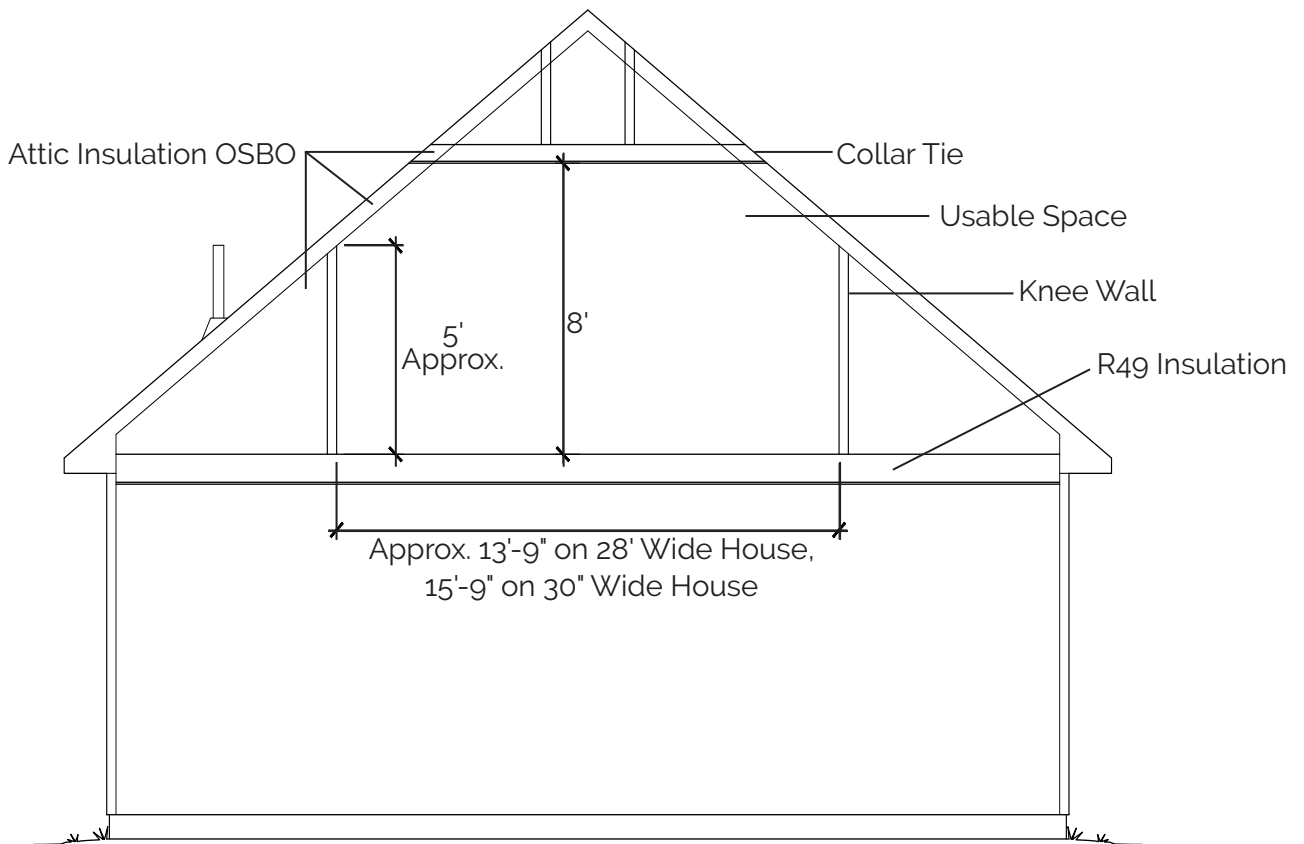 Attic Insulation OSBO
Collar Tie
Usable Space
Knee Wall
5'
Approx.
8'
R49 Insulation
Approx. 13'-9" on 28' Wide House,
15'-9" on 30" Wide House